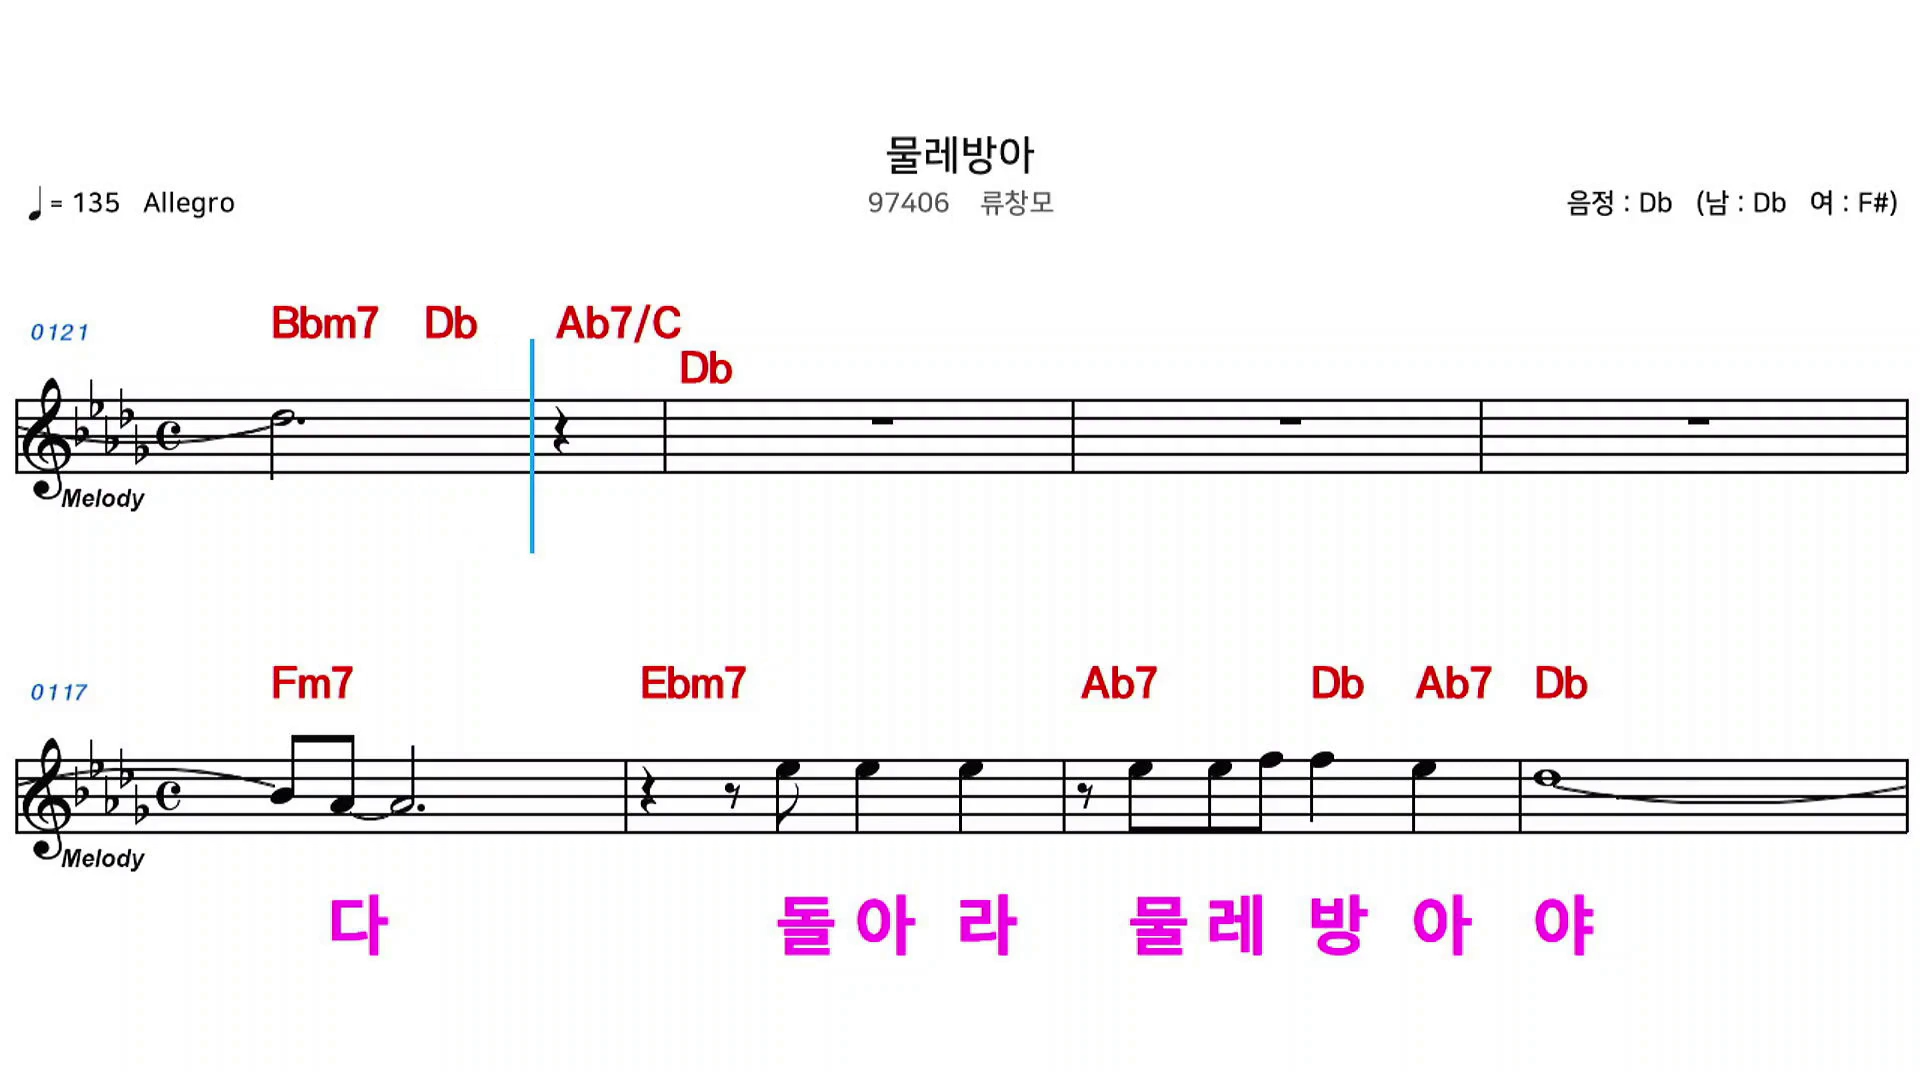 물레방아
♩= 135 Allegro
97406 류창모
음정 : Db (남 : Db 여 : F#)
0121
Bbm7 Db Ab7/C
Db
Melody
0117
Fm7 Ebm7 Ab7 Db Ab7 Db
Melody
다 돌 아 라 물 레 방 아 야